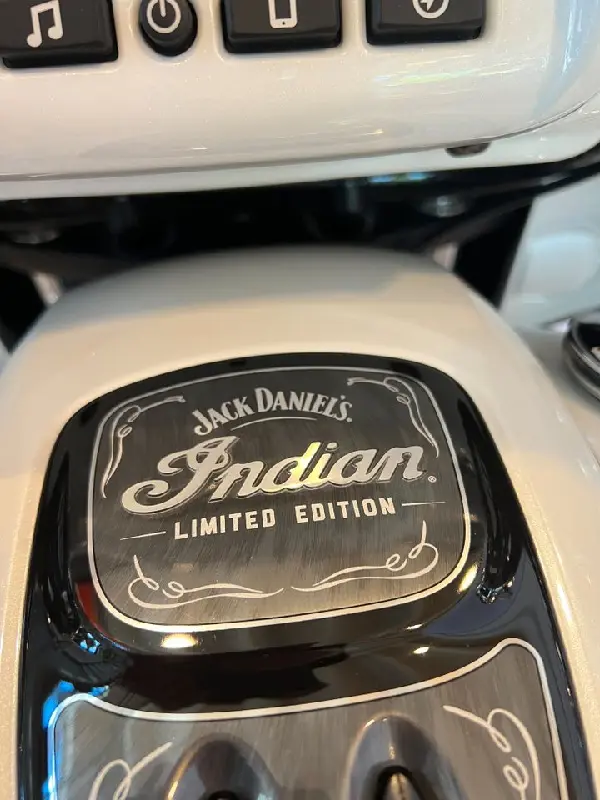 JACK DANIEL'S.
Indian.
LIMITED EDITION